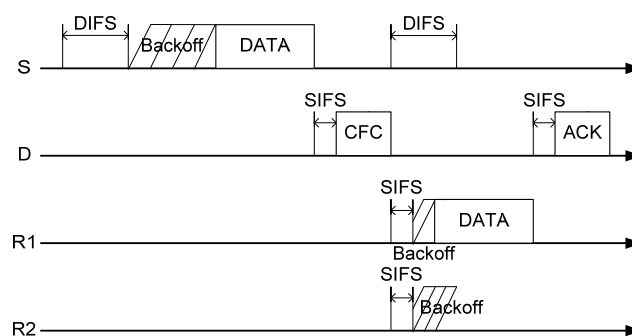 DIFS
DIFS
Backoff
DATA
S
SIFS
SIFS
CFC
ACK
D
SIFS
DATA
R1
Backoff
SIFS
Backoff
R2